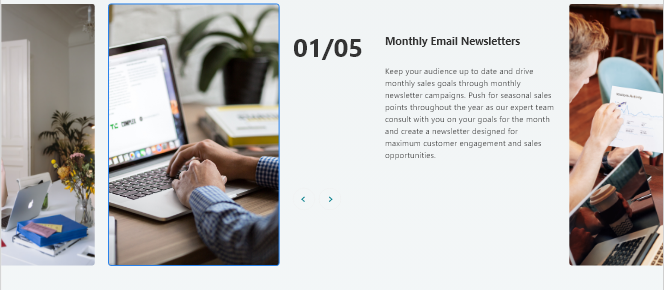 01/05
Monthly Email Newsletters
Keep your audience up to date and drive
monthly sales goals through monthly
newsletter campaigns. Push for seasonal sales
points throughout the year as our expert team
consult with you on your goals for the month
and create a newsletter designed for
maximum customer engagement and sales
opportunities.